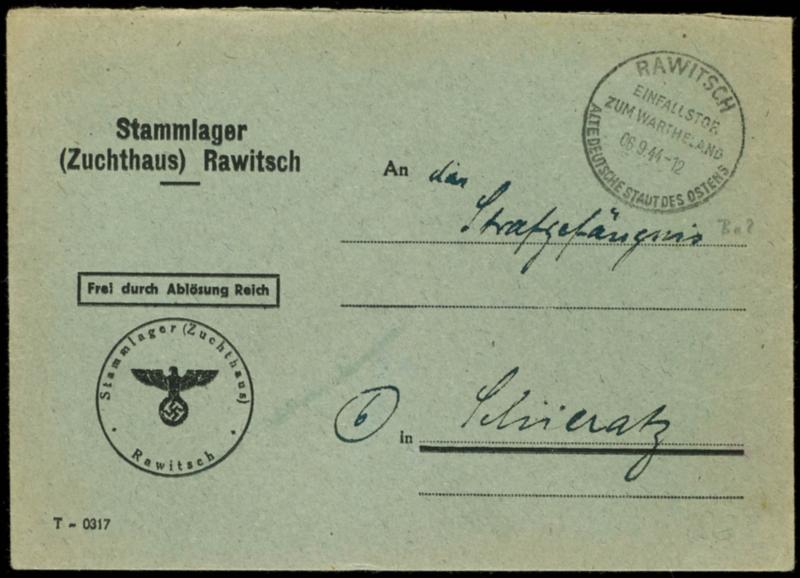 Stammlager
(Zuchthaus) Rawitsch
RAWITSCH
EINFALLSTOR
ZUM WARTHELAND
06.9.44-12
ALTE DEUTSCHE STADT DES OSTENS
An das
Strafgefängnis
Frei durch Ablösung Reich
Stammlager (Zuchthaus)
Rawitsch
6
in Schieratz
T - 0317